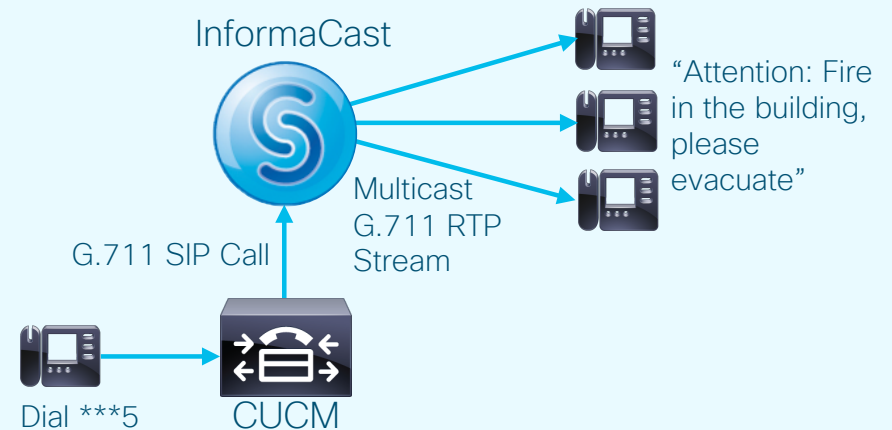 InformaCast
“Attention: Fire
in the building,
please
evacuate”
Multicast
G.711 RTP
Stream
G.711 SIP Call
Dial ***5
CUCM